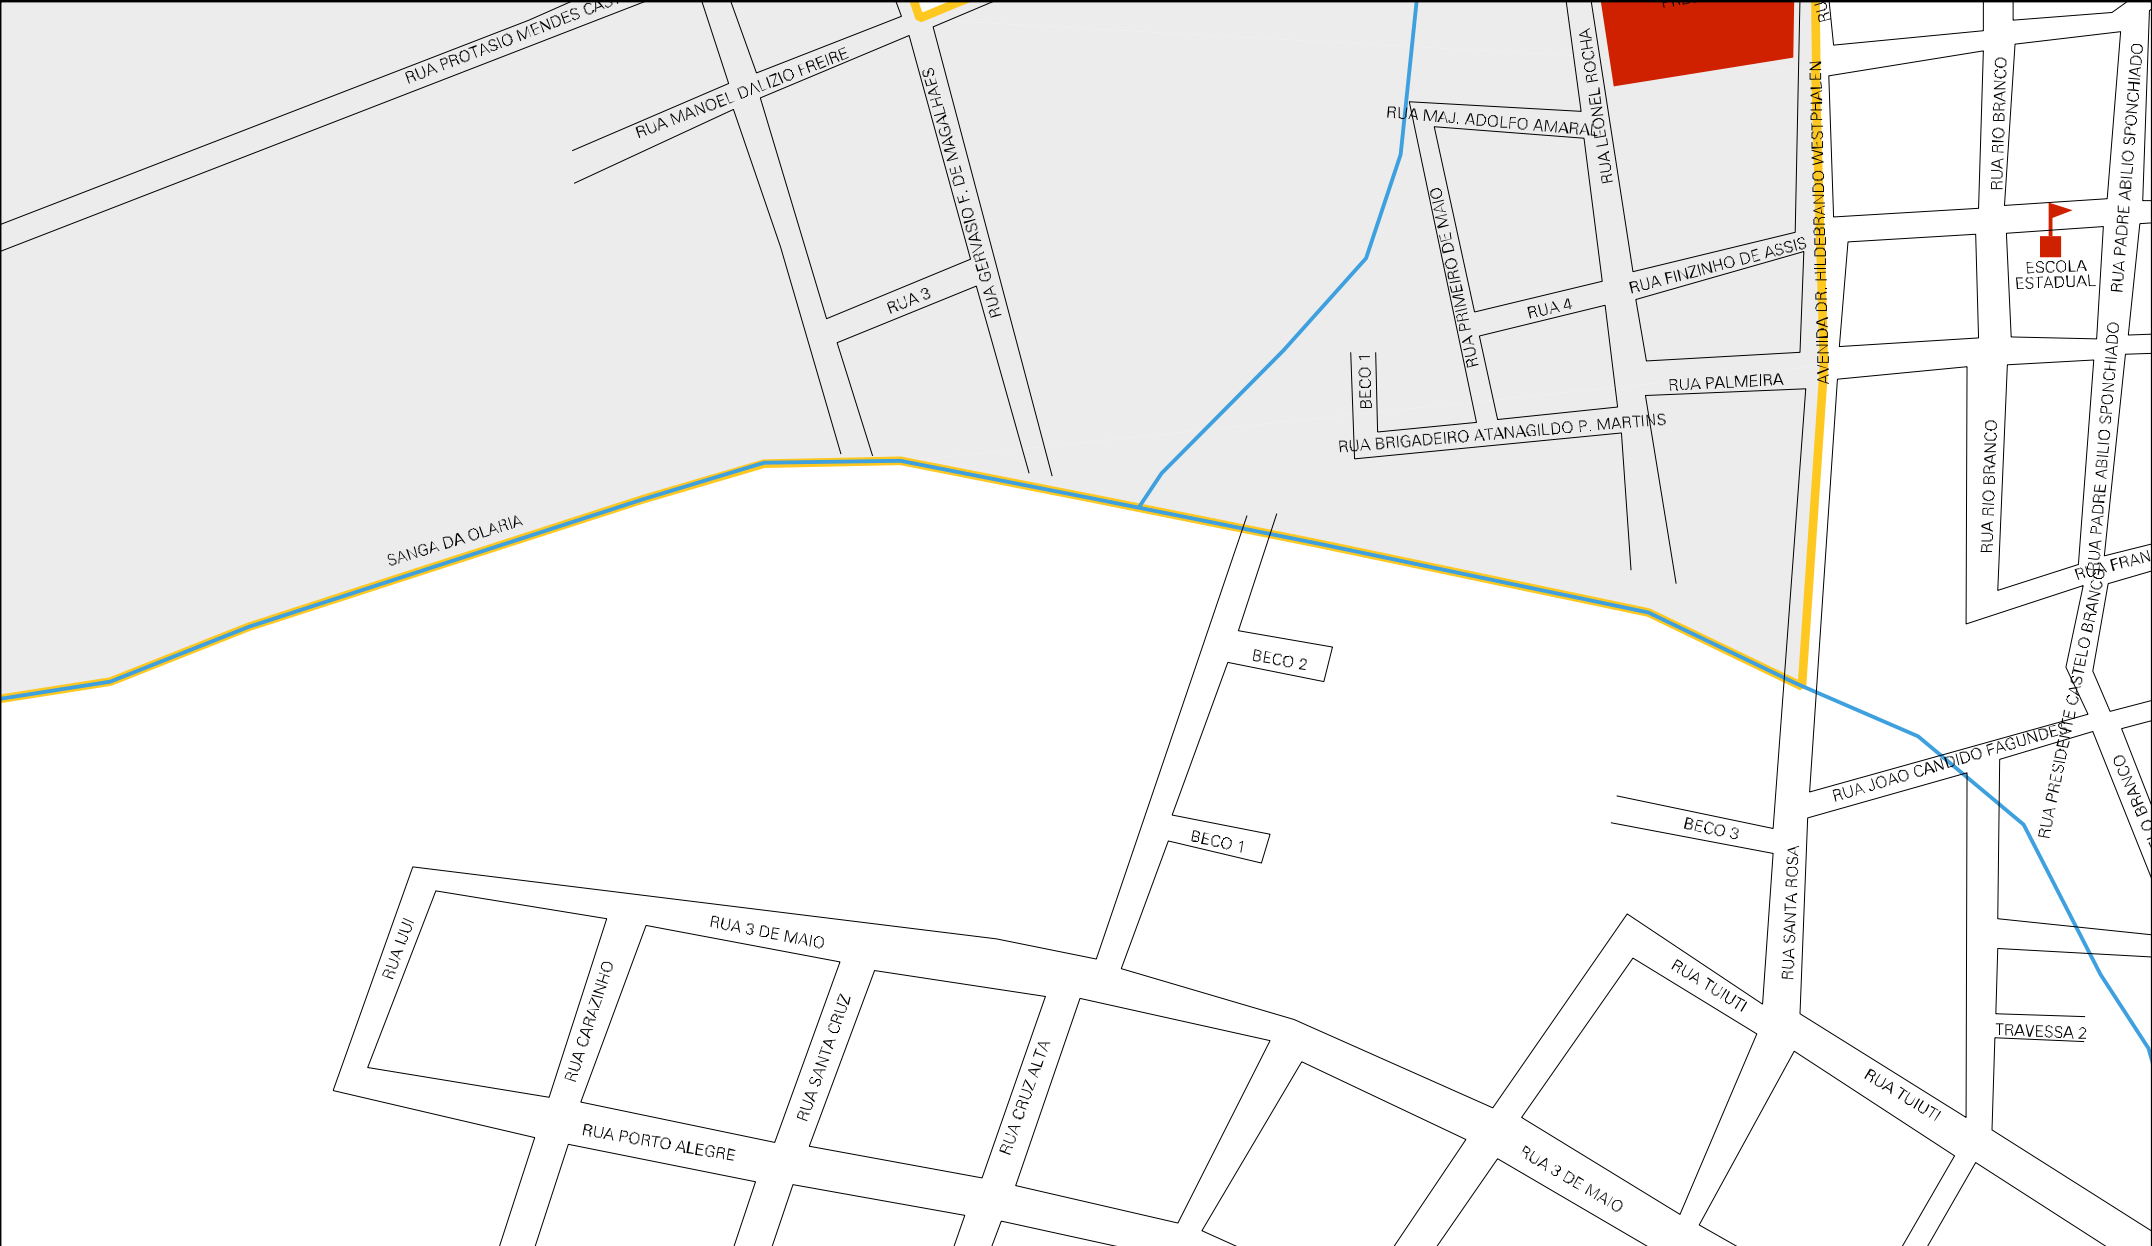 RUA PROTASIO MENDES
RUA MANOEL DALIZIO FREIRE
RUA GERVASIO F. DE MAGALHAES
RUA 3
RUA MAJ. ADOLFO AMARAL
RUA LEONEL ROCHA
RUA PRIMEIRO DE MAIO
RUA FINZINHO DE ASSIS
RUA 4
BECO 1
RUA PALMEIRA
RUA BRIGADEIRO ATANAGILDO P. MARTINS
AVENIDA DR. HILDEBRANDO WESTPHALEN
RUA RIO BRANCO
RUA PADRE ABILIO SPONCHIADO
ESCOLA
ESTADUAL
RUA PADRE ABILIO SPONCHIADO
RUA RIO BRANCO
RUA FRAN
RUA PRESIDENTE CASTELO BRANCO
SANGA DA OLARIA
BECO 2
RUA JOAO CANDIDO FAGUNDES
O BRANCO
BECO 3
BECO 1
RUA SANTA ROSA
RUA 3 DE MAIO
RUA IJUI
RUA CARAZINHO
RUA SANTA CRUZ
RUA CRUZ ALTA
RUA TUIUTI
TRAVESSA 2
RUA TUIUTI
RUA PORTO ALEGRE
RUA 3 DE MAIO